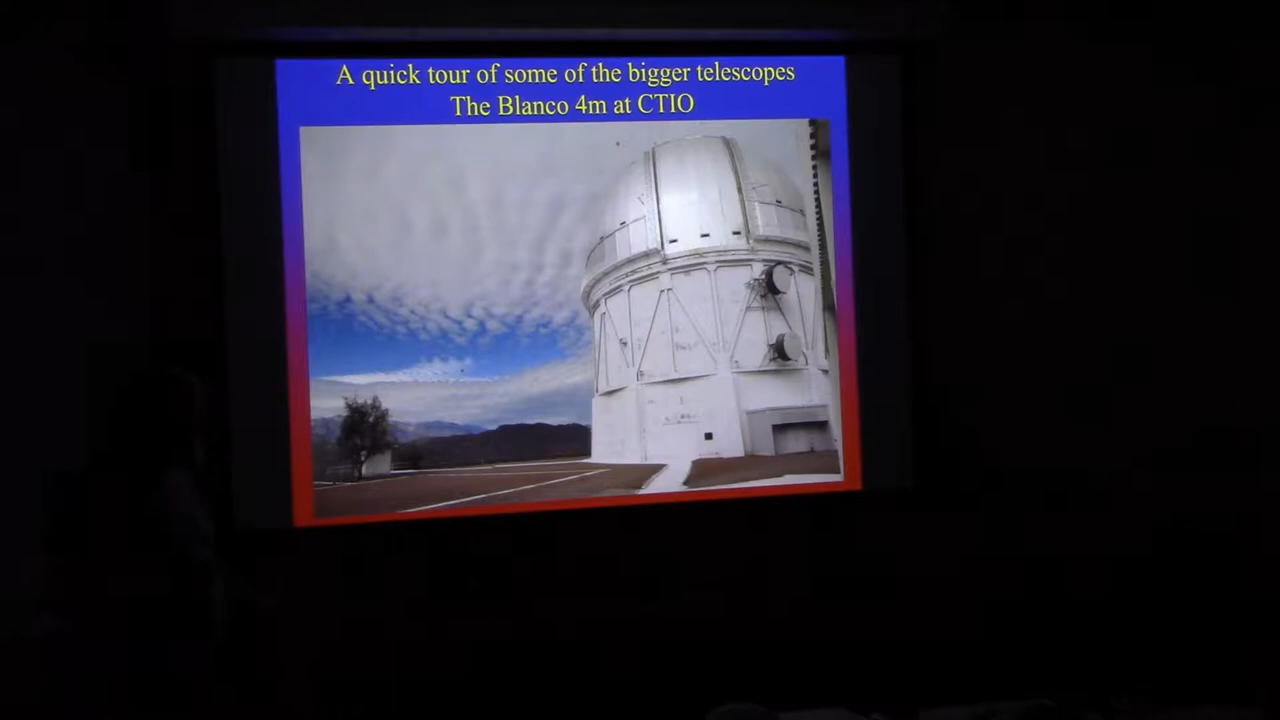 A quick tour of some of the bigger telescopes
The Blanco 4m at CTIO